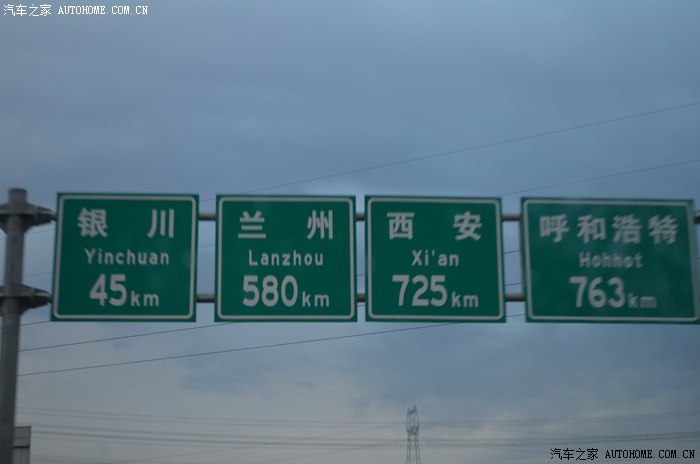 汽车之家 AUTOHOME.COM.CN
银川
Yinchuan
45km
兰州
Lanzhou
580km
西安
Xi'an
725km
呼和浩特
Hohhot
763km
汽车之家 AUTOHOME.COM.CN